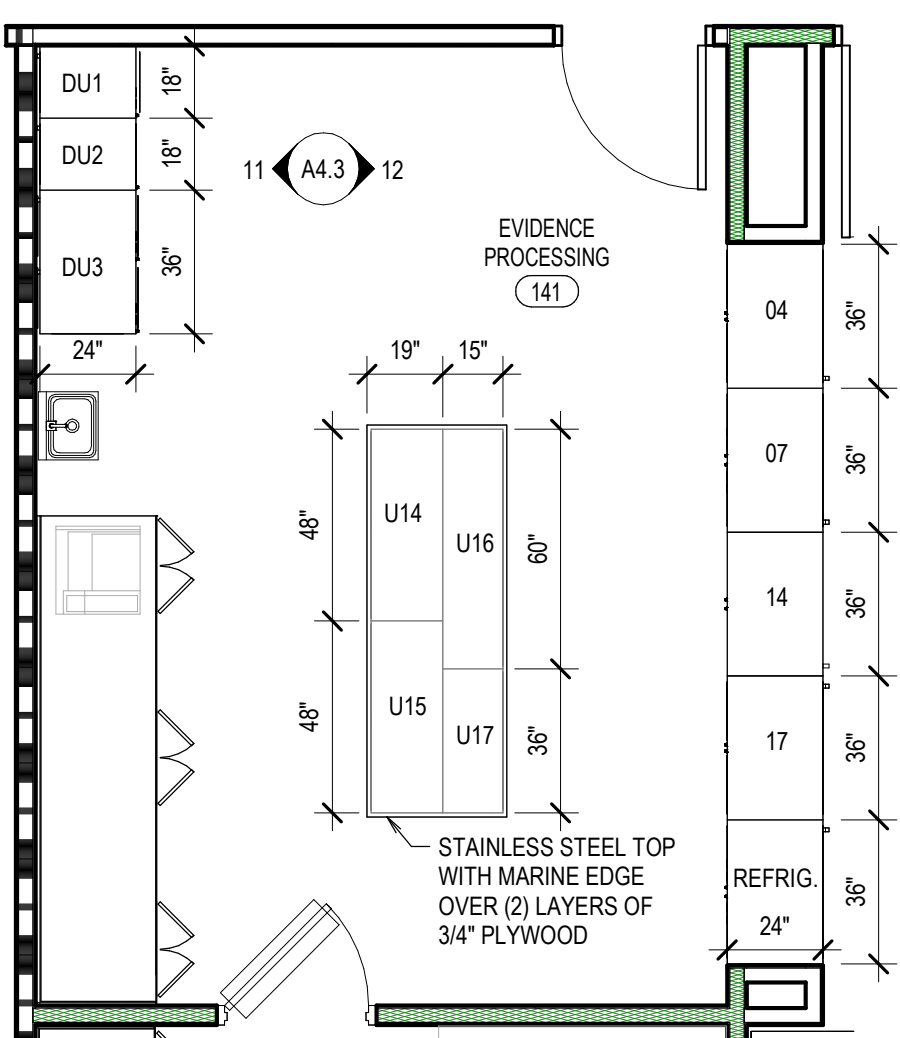 DU1
18"
DU2
18"
DU3
36"
24"
11
A4.3
12
EVIDENCE
PROCESSING
141
04
36"
07
36"
14
36"
17
36"
REFRIG.
24"
36"
19"
15"
U14
48"
U16
60"
U15
48"
U17
36"
STAINLESS STEEL TOP
WITH MARINE EDGE
OVER (2) LAYERS OF
3/4" PLYWOOD